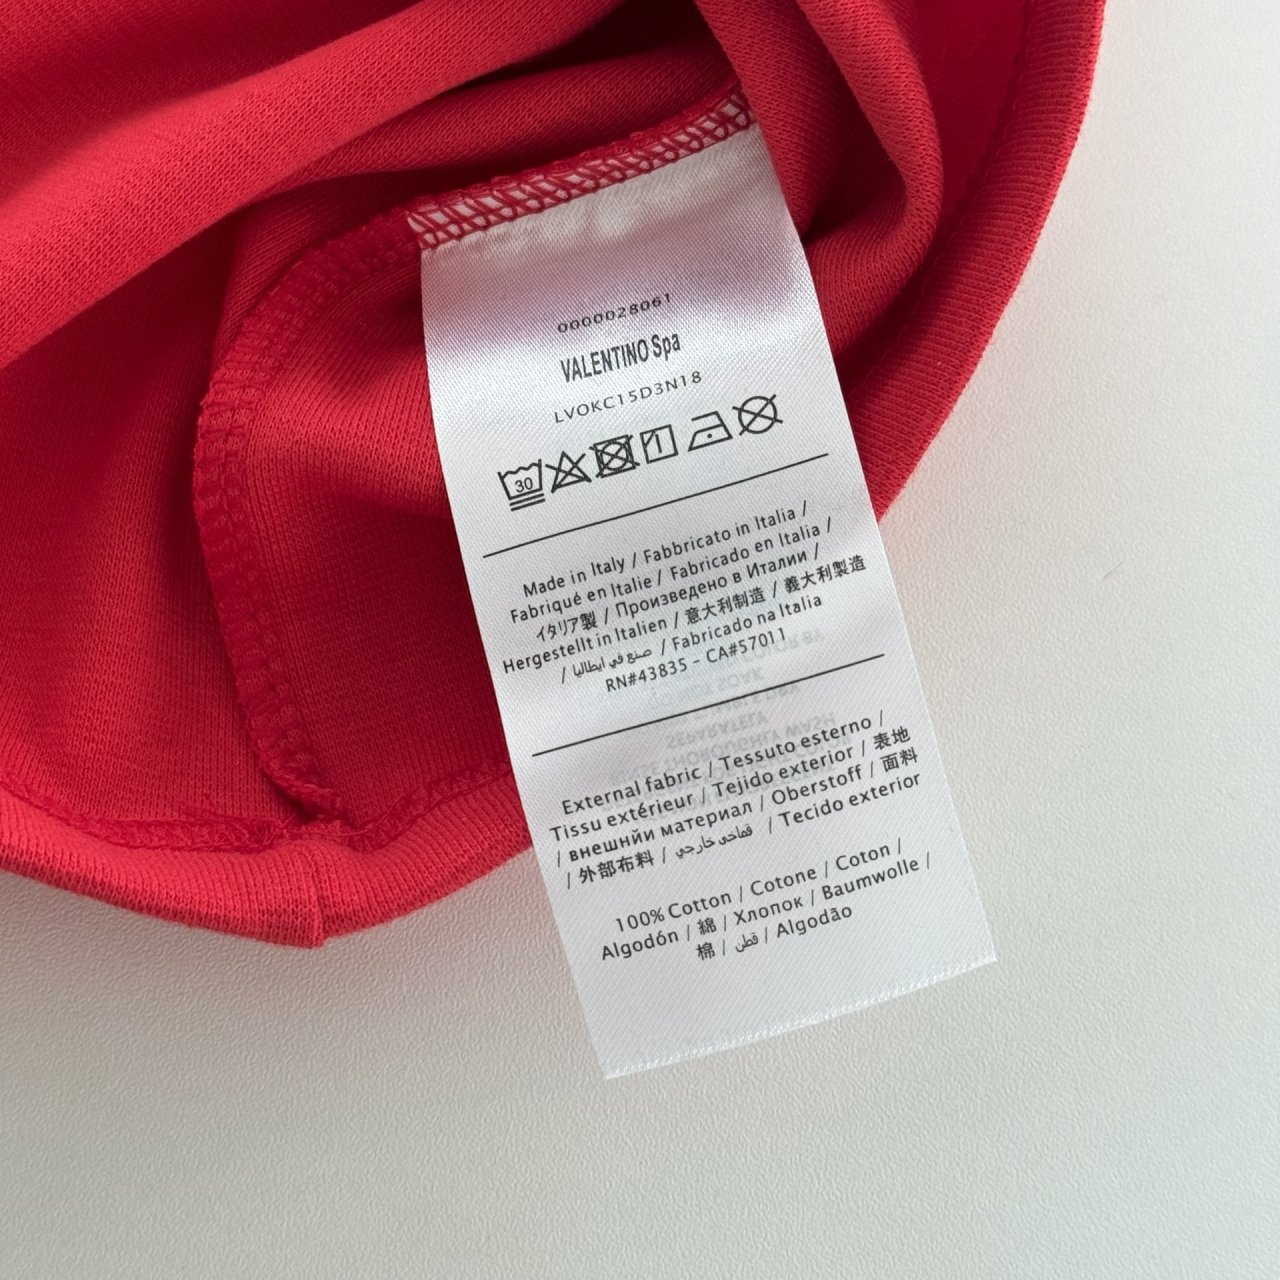 0000028061
VALENTINO Spa
LVOKC15D3N18
30
Made in Italy / Fabbricato in Italia /
Fabriqué en Italie / Fabricado en Italia /
イタリア製 / Произведено в Италии /
Hergestellt in Italien / 意大利制造 / 義大利製造
/ صنع في ايطاليا / Fabricado na Italia
RN#43835 - CA#57011
External fabric / Tessuto esterno /
Tissu extérieur / Tejido exterior / 表地
/ внешнйи материал / Oberstoff / 面料
/ 外部布料 / قماخى خارجي / Tecido exterior
100% Cotton / Cotone / Coton /
Algodón / 綿 / Хлопок / Baumwolle /
棉 / قطن / Algodão